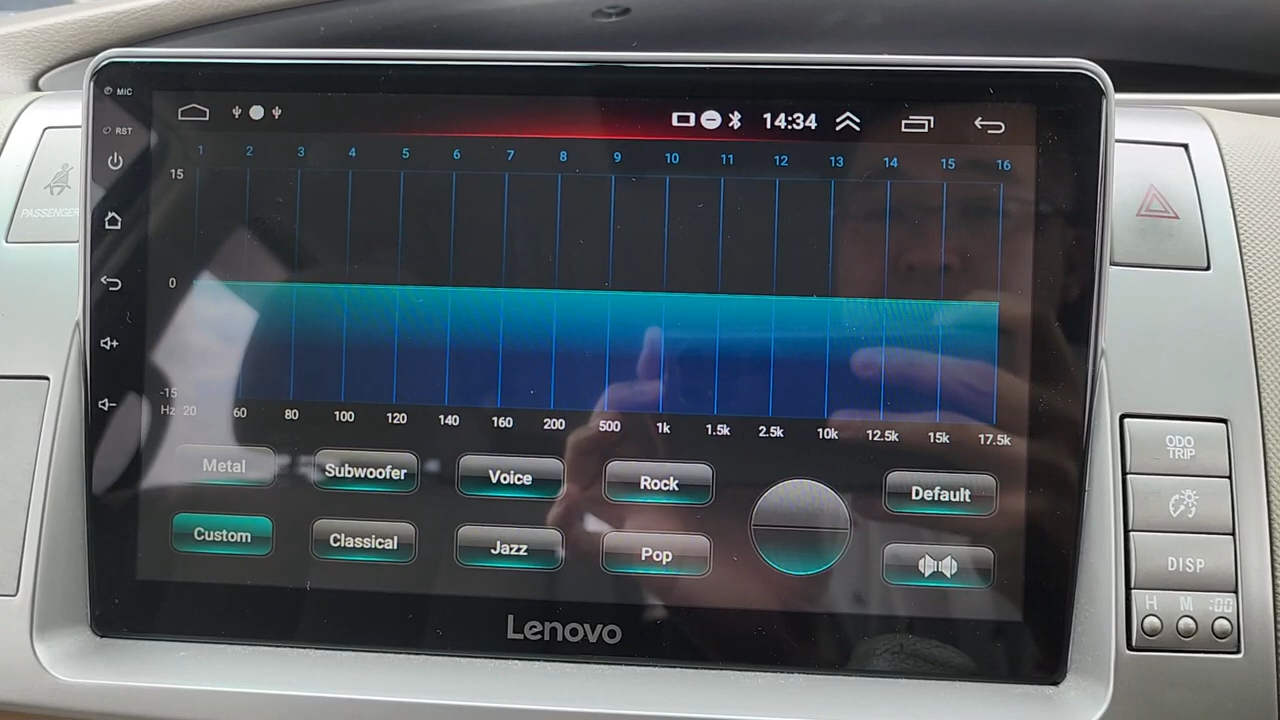 MIC
RST
14:34
1 2 3 4 5 6 7 8 9 10 11 12 13 14 15 16
15
0
-15
Hz 20 60 80 100 120 140 160 200 500 1k 1.5k 2.5k 10k 12.5k 15k 17.5k
Metal Subwoofer Voice Rock Default
Custom Classical Jazz Pop
Lenovo
PASSENGER
ODO
TRIP
DISP
H M :00